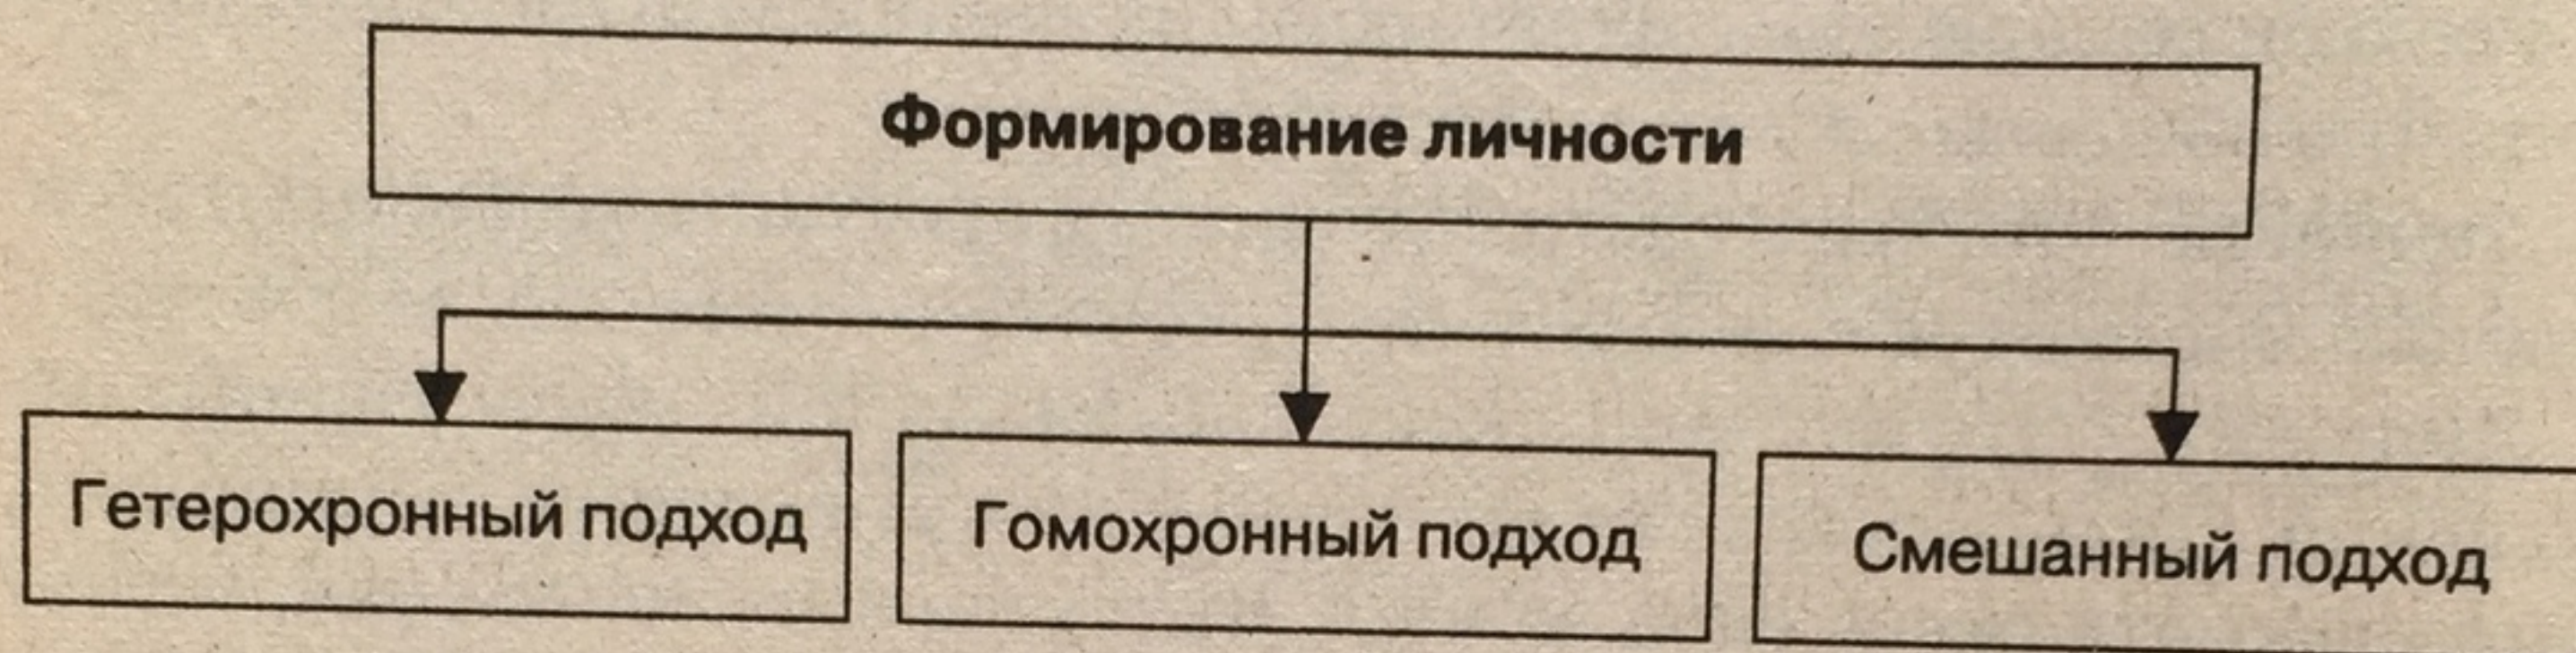 Формирование личности
Гетерохронный подход
Гомохронный подход
Смешанный подход